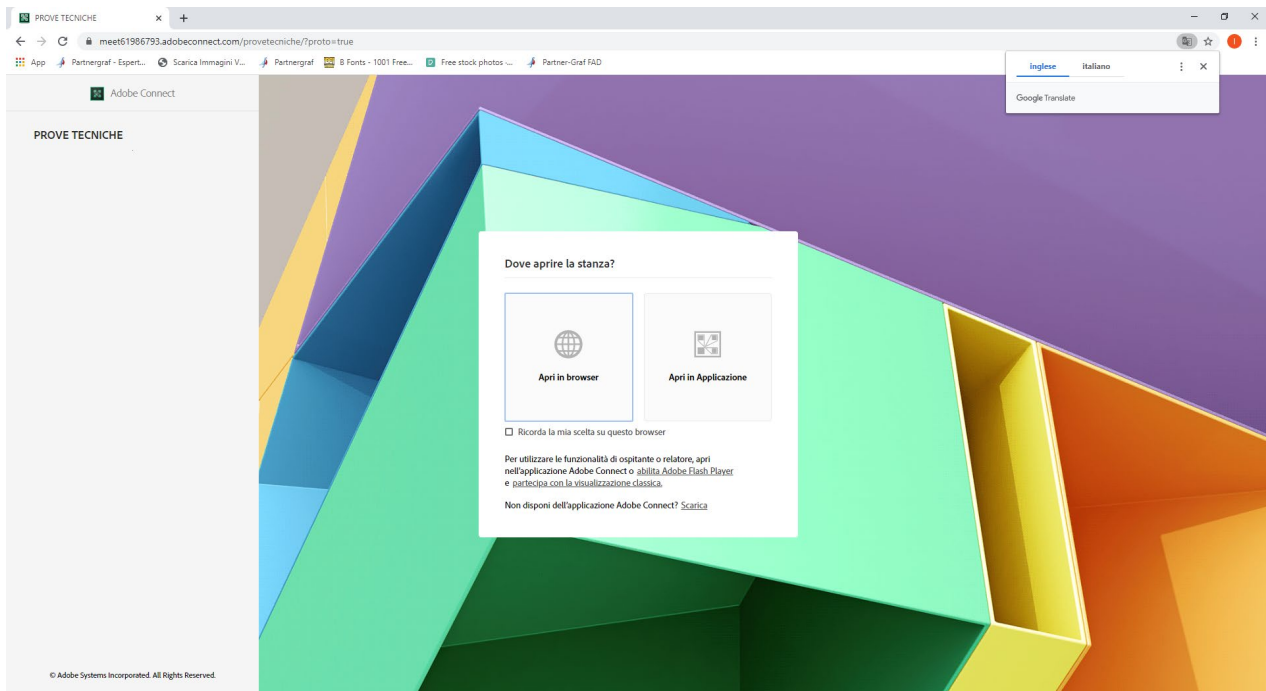 PROVE TECNICHE
meet61986793.adobeconnect.com/provetecniche/?proto=true
App Partnergraf - Espert... Scarica Immagini V... Partnergraf B Fonts - 1001 Free... Free stock photos -... Partner-Graf FAD
inglese italiano
Google Translate
Adobe Connect
PROVE TECNICHE
Dove aprire la stanza?
Apri in browser Apri in Applicazione
Ricorda la mia scelta su questo browser
Per utilizzare le funzionalità di ospitante o relatore, apri
nell'applicazione Adobe Connect o abilita Adobe Flash Player
e partecipa con la visualizzazione classica.
Non disponi dell'applicazione Adobe Connect? Scarica
© Adobe Systems Incorporated. All Rights Reserved.